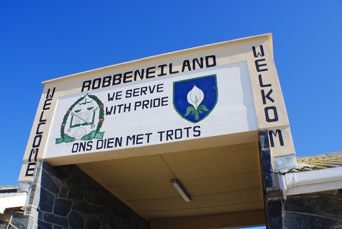 ROBBENEILAND
WELCOME
WE SERVE
WITH PRIDE
ONS DIEN MET TROTS
WELKOM